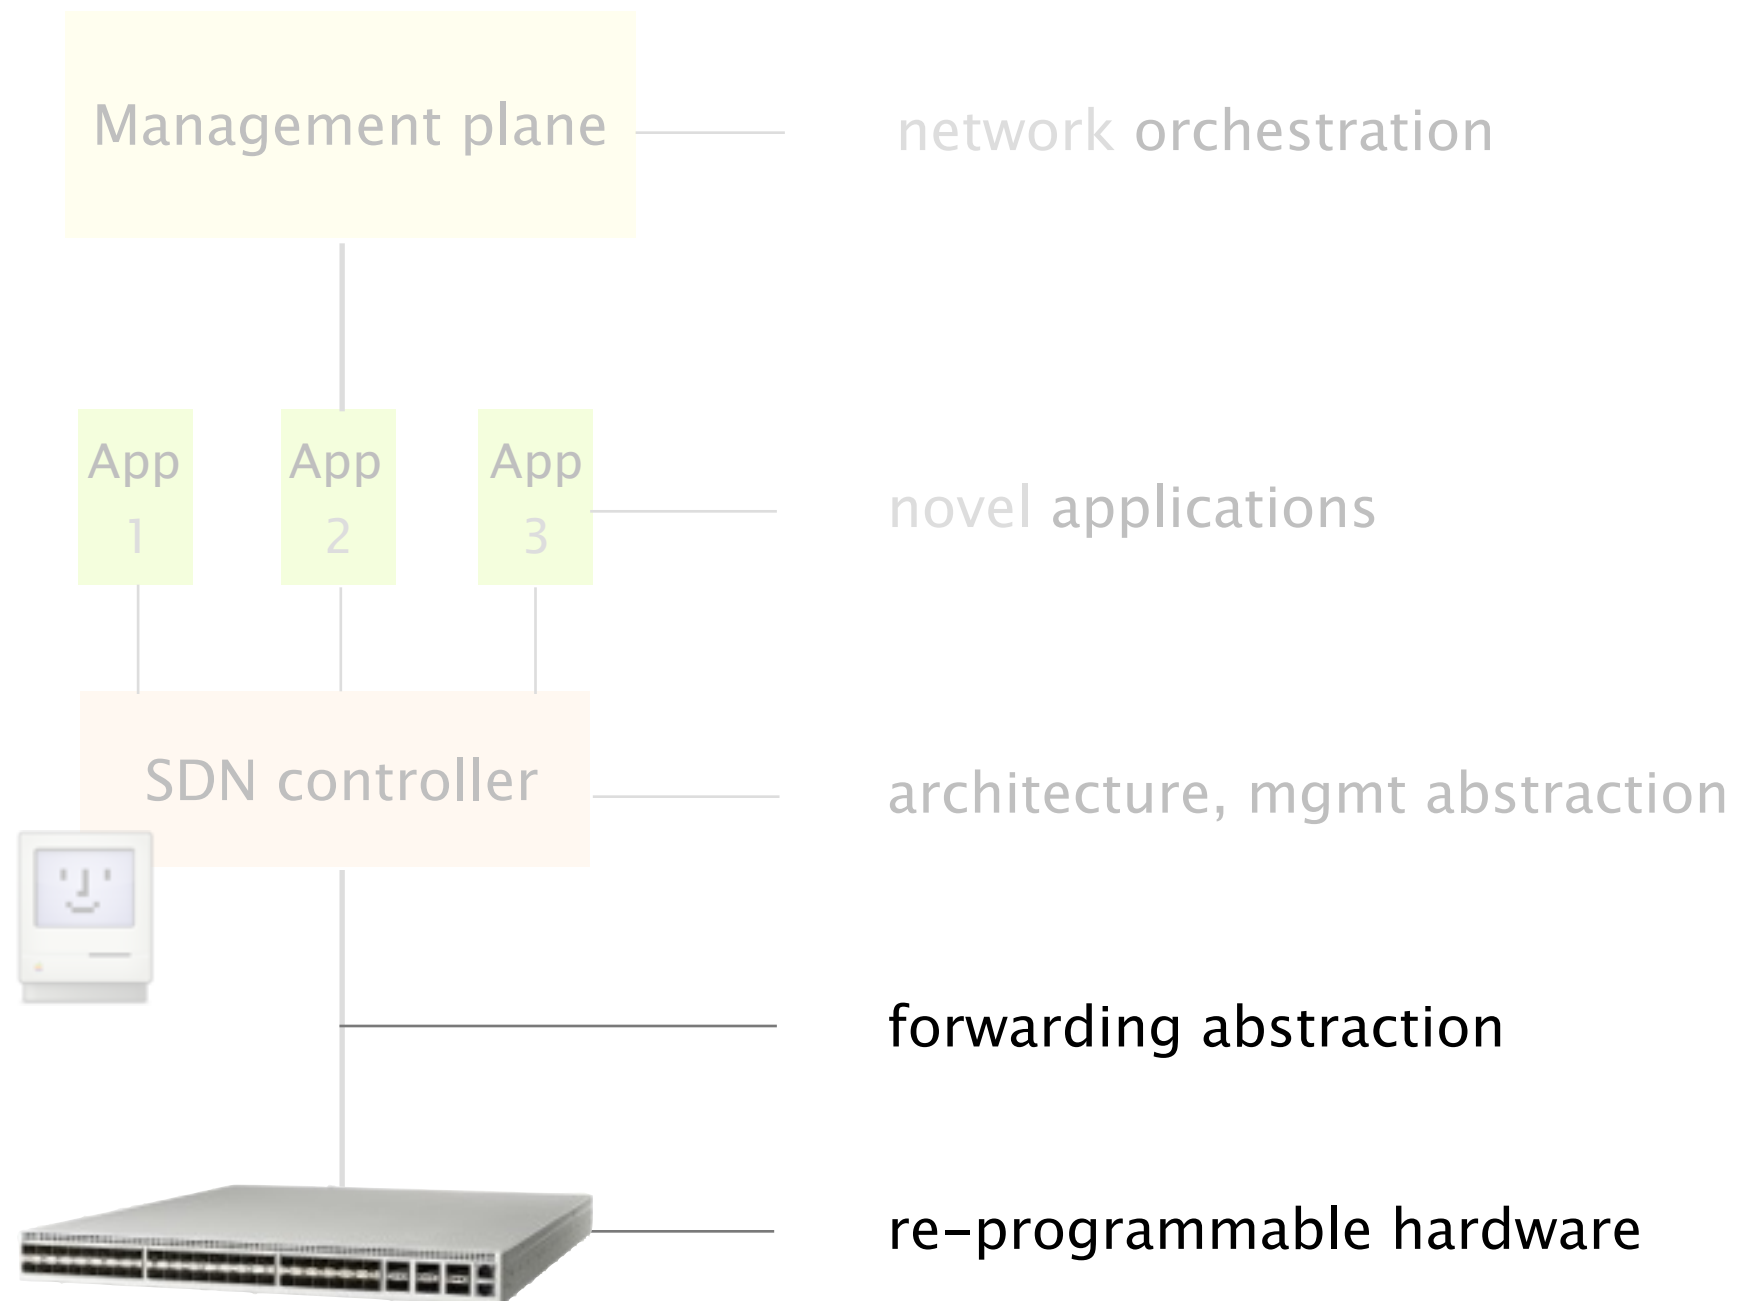 Management plane
network orchestration
App
1
App
2
App
3
novel applications
SDN controller
architecture, mgmt abstraction
forwarding abstraction
re-programmable hardware